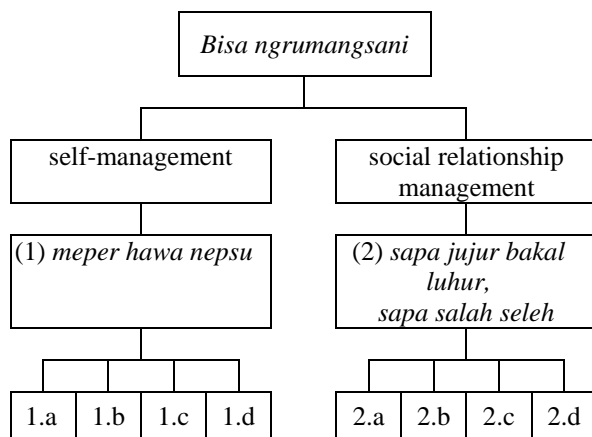 Bisa ngrumangsani
self-management
social relationship
management
(1) meper hawa nepsu
(2) sapa jujur bakal
luhur,
sapa salah seleh
1.a 1.b 1.c 1.d
2.a 2.b 2.c 2.d